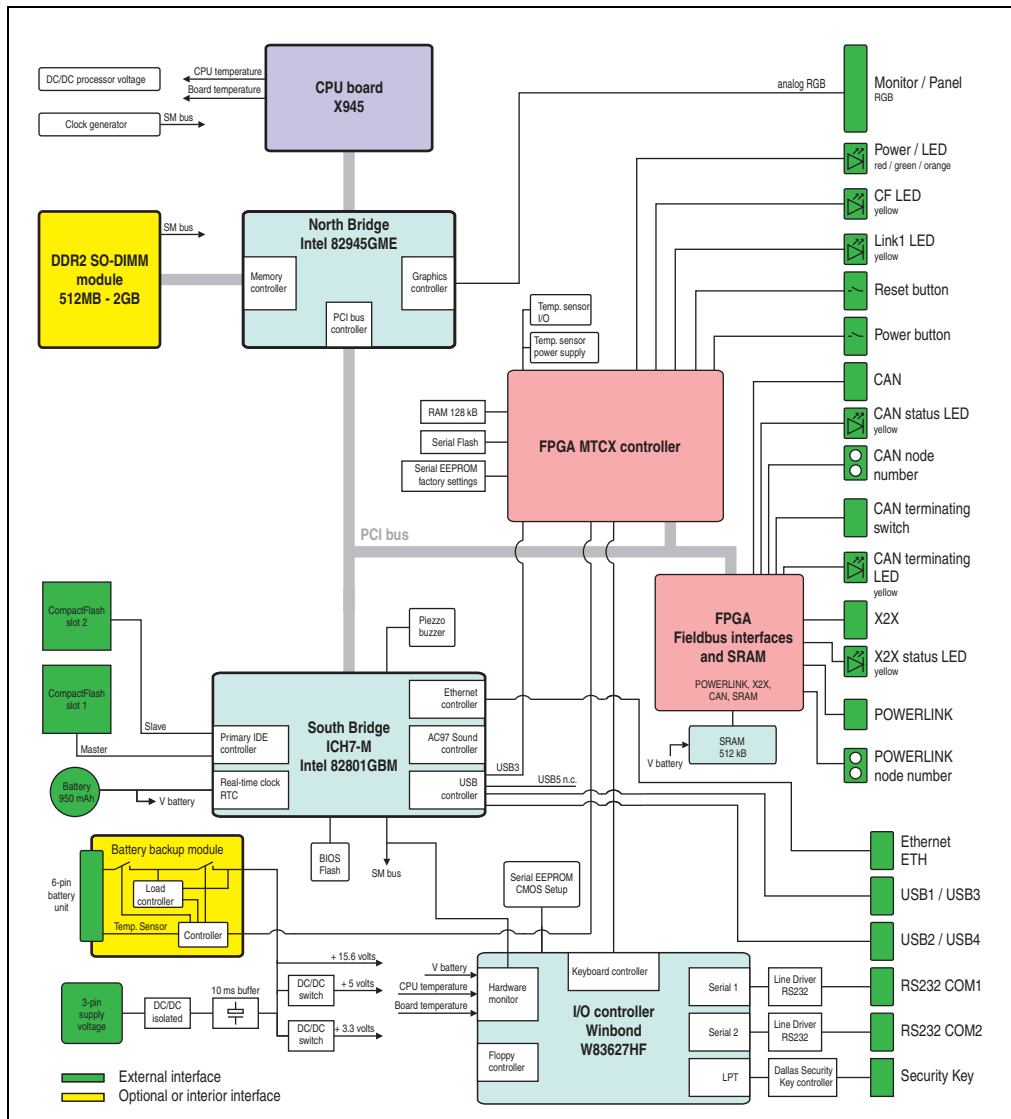 DC/DC processor voltage
Clock generator
CPU temperature
Board temperature
SM bus
CPU board
X945
analog RGB
Monitor / Panel
RGB
Power / LED
red / green / orange
CF LED
yellow
Link1 LED
yellow
Reset button
Power button
CAN
CAN status LED
yellow
CAN node
number
CAN terminating
switch
CAN terminating
LED
yellow
X2X
X2X status LED
yellow
POWERLINK
POWERLINK
node number
DDR2 SO-DIMM
module
512MB - 2GB
SM bus
North Bridge
Intel 82945GME
Memory
controller
Graphics
controller
PCI bus
controller
Temp. sensor
I/O
Temp. sensor
power supply
RAM 128 kB
Serial Flash
Serial EEPROM
factory settings
FPGA MTCX controller
PCI bus
FPGA
Fieldbus interfaces
and SRAM
POWERLINK, X2X,
CAN, SRAM
V battery
SRAM
512 kB
CompactFlash
slot 2
CompactFlash
slot 1
Slave
Master
Battery
950 mAh
V battery
Piezzo
buzzer
South Bridge
ICH7-M
Intel 82801GBM
Primary IDE
controller
Real-time clock
RTC
Ethernet
controller
AC97 Sound
controller
USB
controller
USB3
USB5 n.c.
BIOS
Flash
SM bus
Ethernet
ETH
USB1 / USB3
USB2 / USB4
RS232 COM1
RS232 COM2
Security Key
Battery backup module
6-pin
battery
unit
Load
controller
Temp. Sensor
Controller
3-pin
supply
voltage
DC/DC
isolated
10 ms buffer
DC/DC
switch
DC/DC
switch
+ 15.6 volts
+ 5 volts
+ 3.3 volts
Serial EEPROM
CMOS Setup
V battery
CPU temperature
Board temperature
Hardware
monitor
Keyboard controller
Floppy
controller
I/O controller
Winbond
W83627HF
Serial 1
Serial 2
LPT
Line Driver
RS232
Line Driver
RS232
Dallas Security
Key controller
External interface
Optional or interior interface